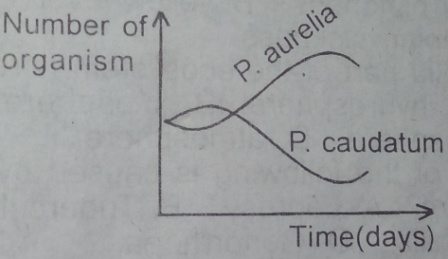 Number of
organism
P. aurelia
P. caudatum
Time(days)